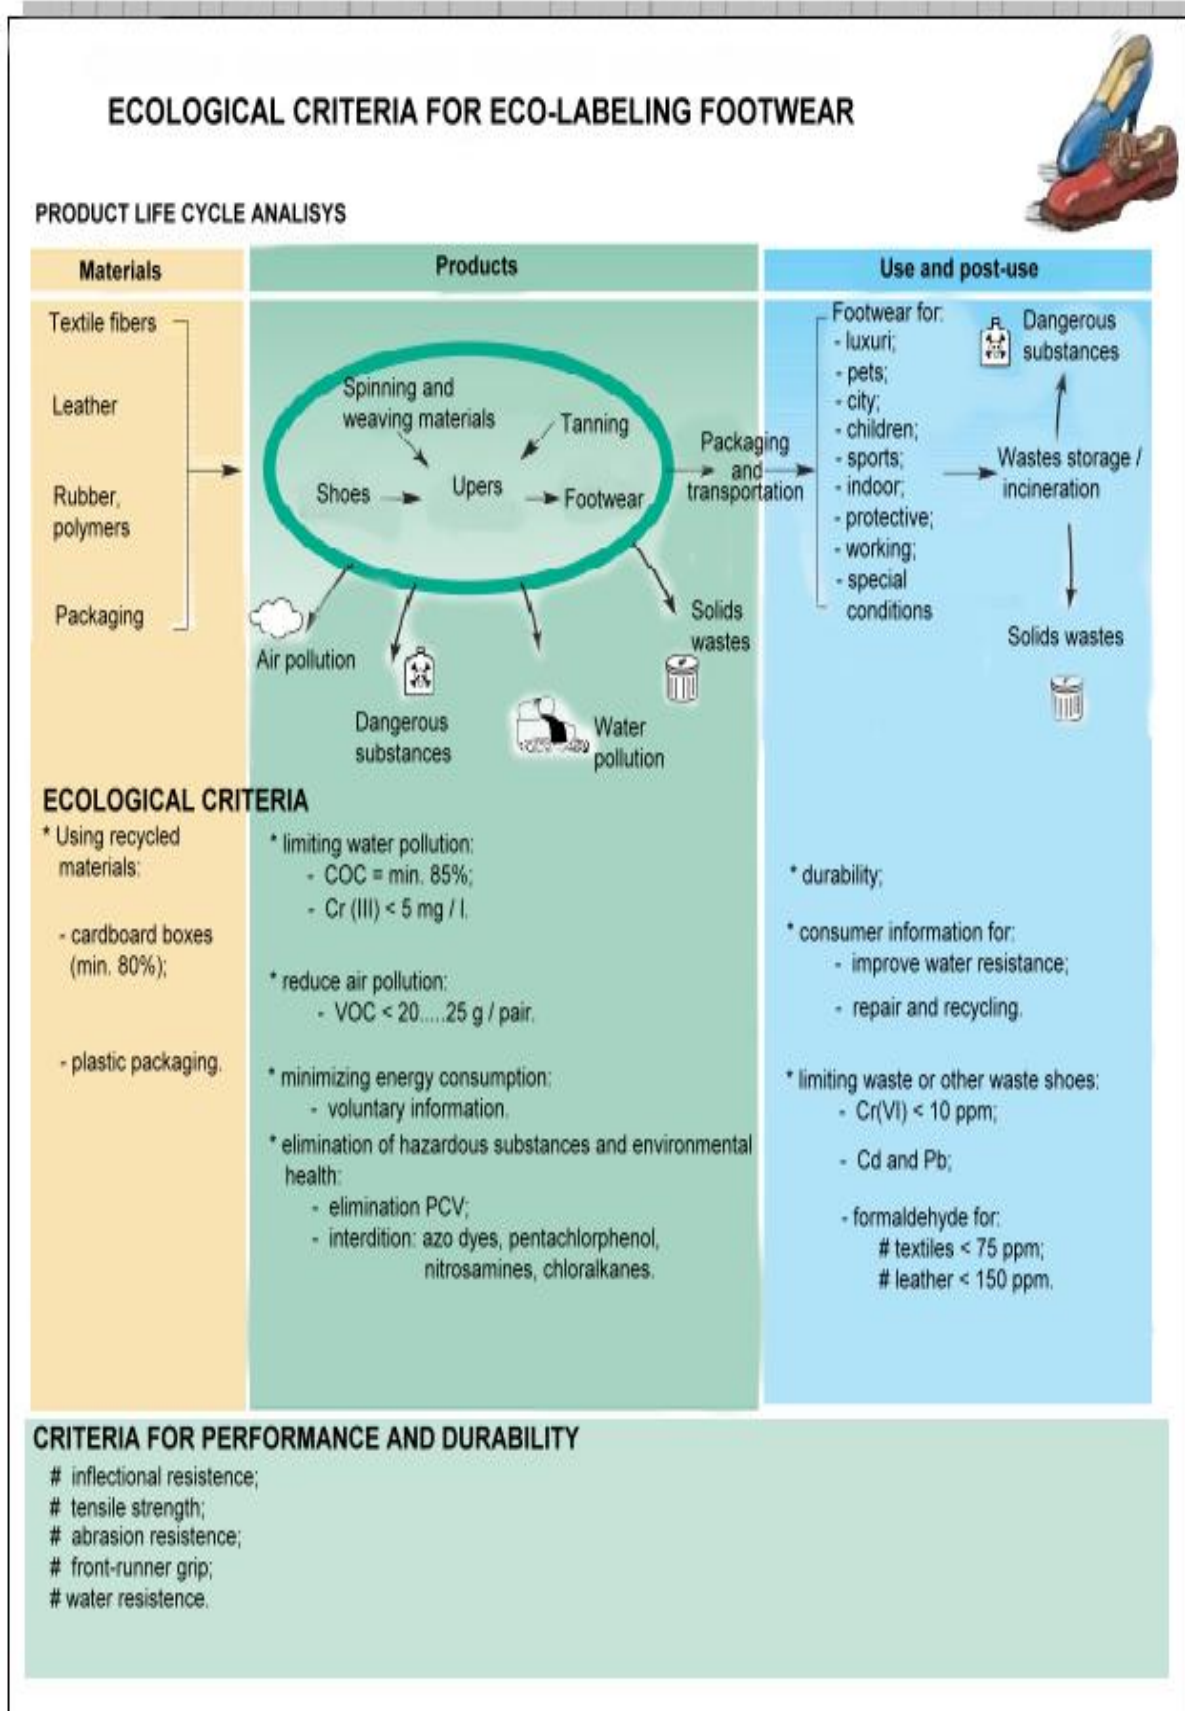 ECOLOGICAL CRITERIA FOR ECO-LABELING FOOTWEAR
PRODUCT LIFE CYCLE ANALISYS
Materials
Products
Use and post-use
Textile fibers
Leather
Rubber,
polymers
Packaging
Spinning and
weaving materials
Tanning
Shoes
Upers
Footwear
Packaging
and
transportation
Air pollution
Dangerous
substances
Water
pollution
Solids
wastes
Footwear for:
- luxuri;
- pets;
- city;
- children;
- sports;
- indoor;
- protective;
- working;
- special
conditions
Dangerous
substances
Wastes storage /
incineration
Solids wastes
ECOLOGICAL CRITERIA
* Using recycled
materials:
- cardboard boxes
(min. 80%);
- plastic packaging.
* limiting water pollution:
- COC = min. 85%;
- Cr (III) < 5 mg / l.
* reduce air pollution:
- VOC < 20.....25 g / pair.
* minimizing energy consumption:
- voluntary information.
* elimination of hazardous substances and environmental
health:
- elimination PCV;
- interdition: azo dyes, pentachlorphenol,
nitrosamines, chloralkanes.
* durability;
* consumer information for:
- improve water resistance;
- repair and recycling.
* limiting waste or other waste shoes:
- Cr(VI) < 10 ppm;
- Cd and Pb;
- formaldehyde for:
# textiles < 75 ppm;
# leather < 150 ppm.
CRITERIA FOR PERFORMANCE AND DURABILITY
# inflectional resistence;
# tensile strength;
# abrasion resistence;
# front-runner grip;
# water resistence.